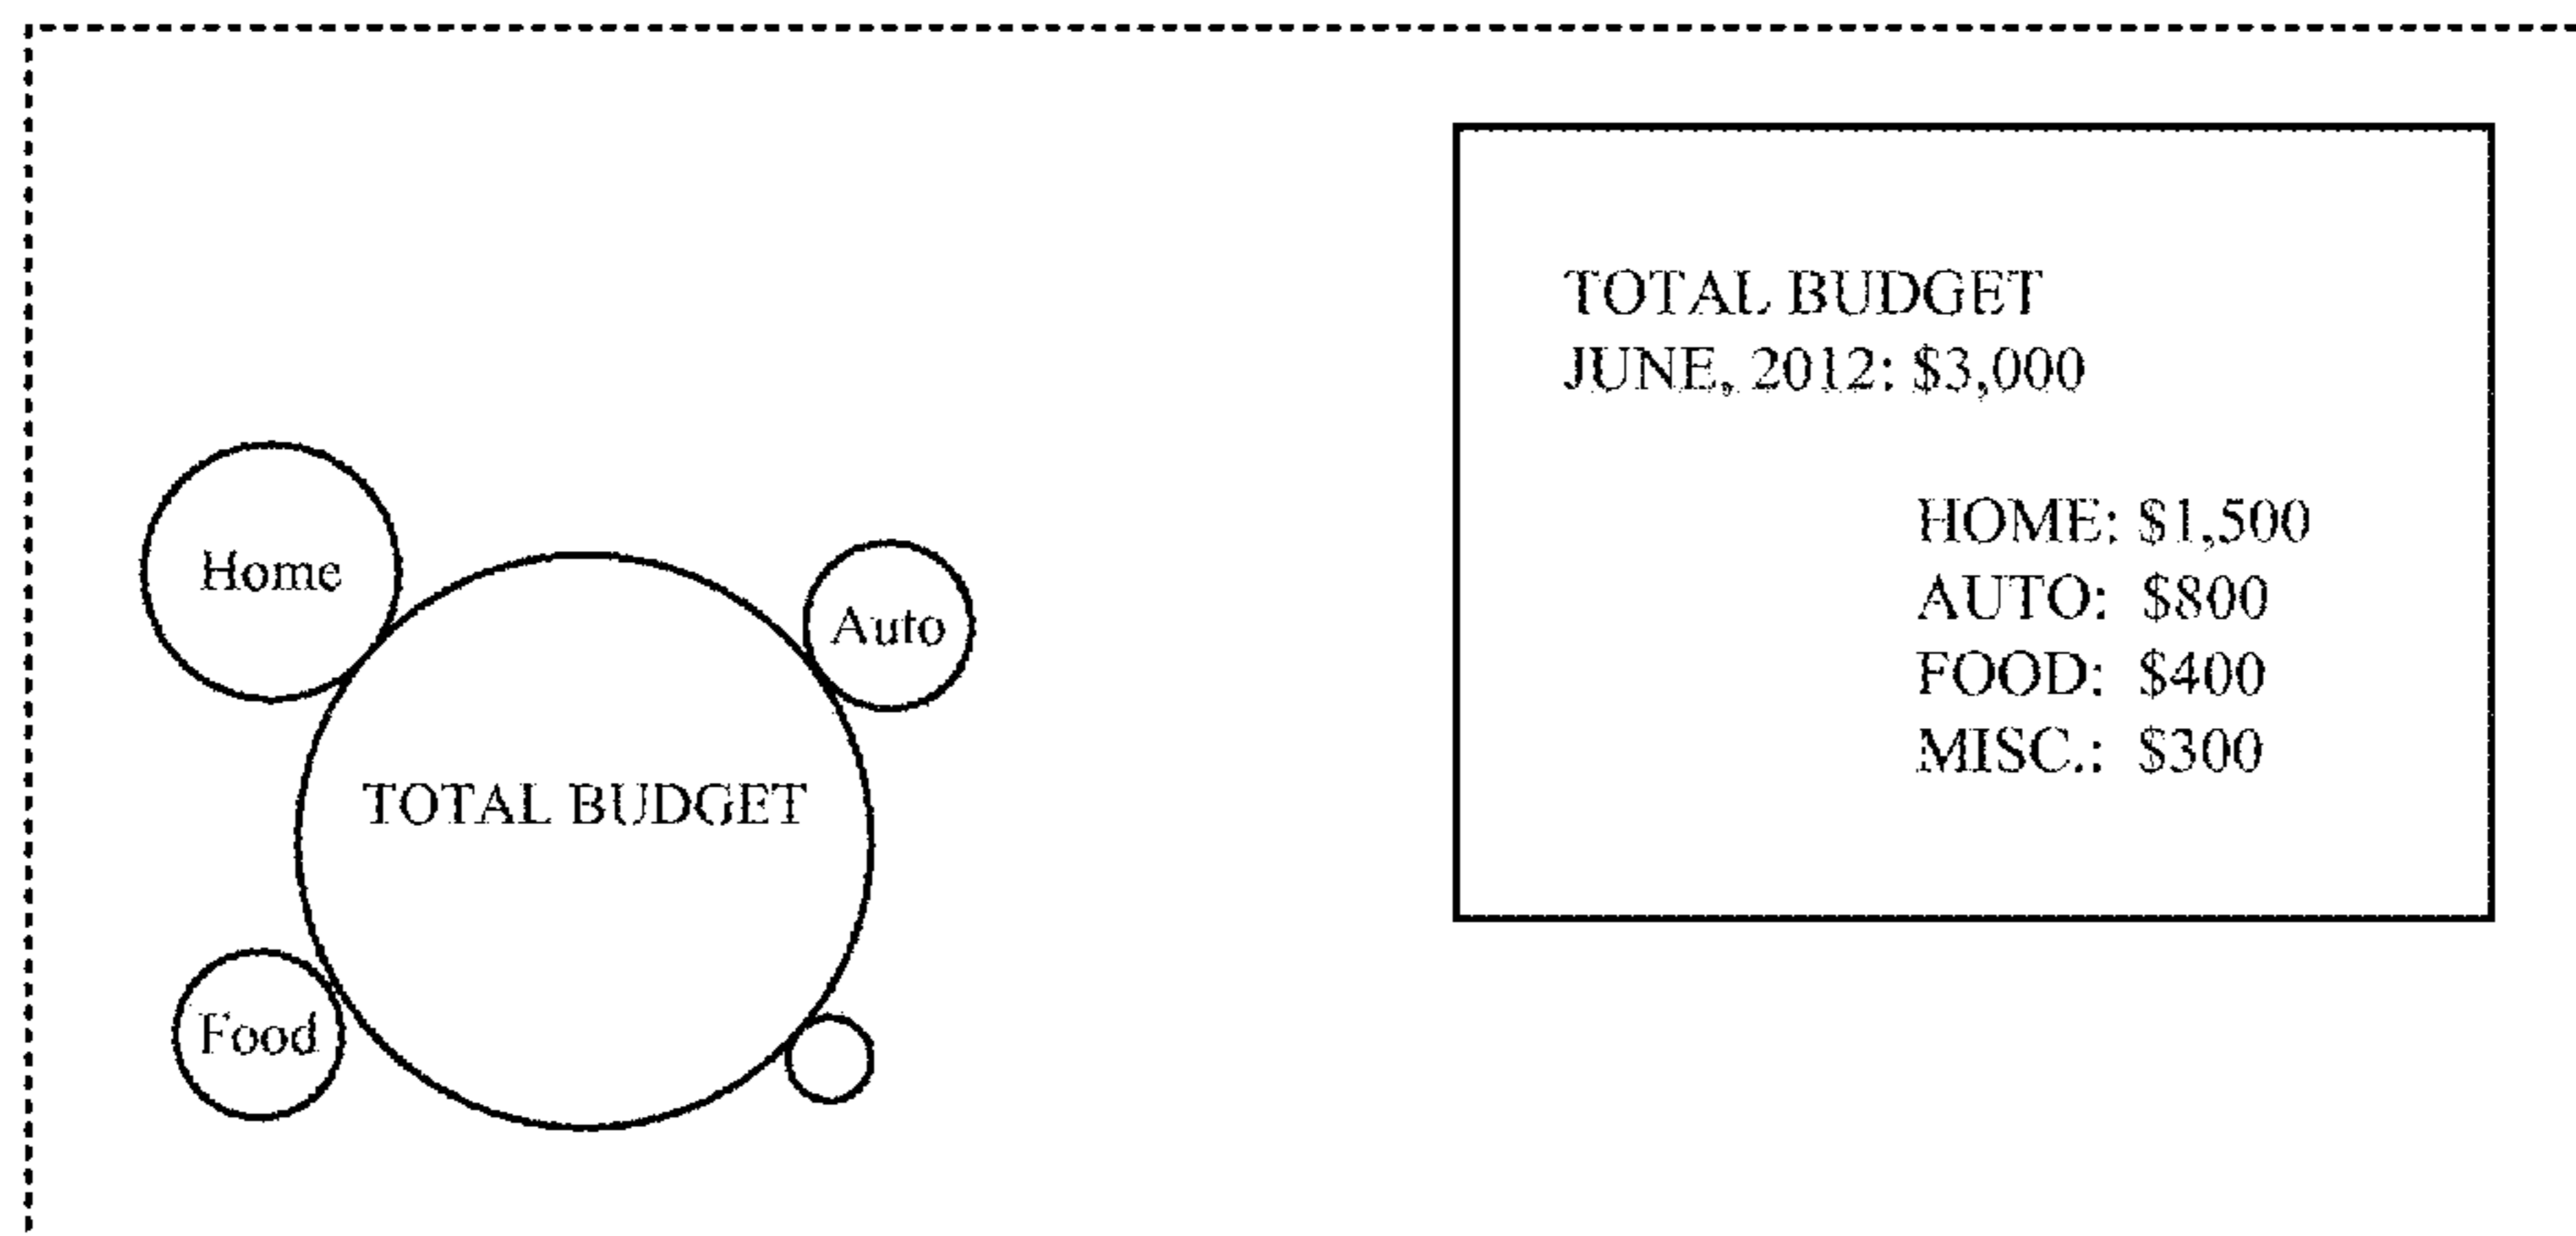 TOTAL BUDGET
JUNE, 2012: $3,000
HOME: $1,500
AUTO: $800
FOOD: $400
MISC.: $300
Home
Auto
TOTAL BUDGET
Food